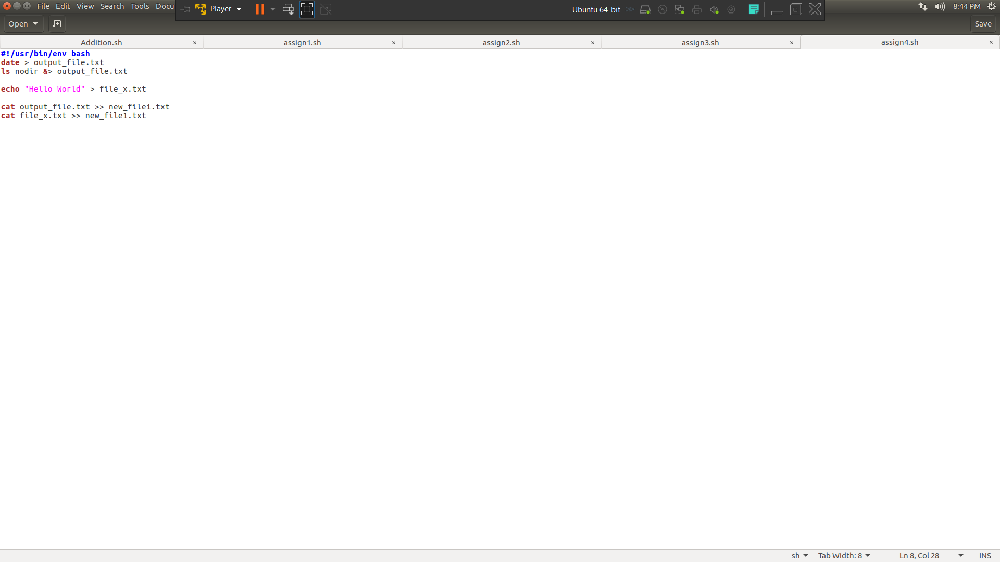 File Edit View Search Tools Docu
Player
Ubuntu 64-bit
8:44 PM
Open
Save
Addition.sh × assign1.sh × assign2.sh × assign3.sh × assign4.sh ×
#!/usr/bin/env bash
date > output_file.txt
ls nodir &> output_file.txt
echo "Hello World" > file_x.txt
cat output_file.txt >> new_file1.txt
cat file_x.txt >> new_file1.txt
sh Tab Width: 8 Ln 8, Col 28 INS